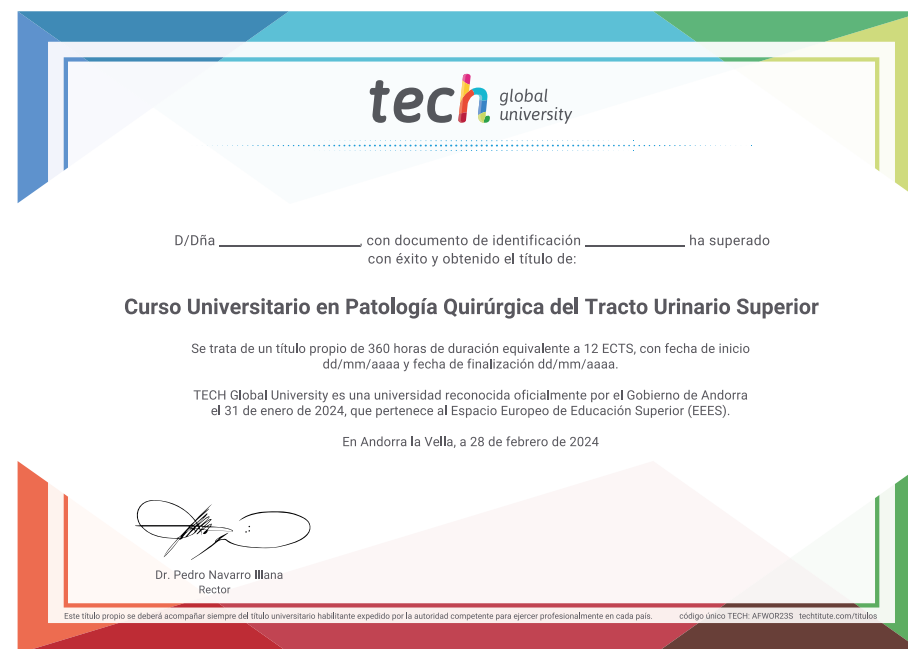 tech global university
D/Dña ______________, con documento de identificación __________ ha superado
con éxito y obtenido el título de:
Curso Universitario en Patología Quirúrgica del Tracto Urinario Superior
Se trata de un título propio de 360 horas de duración equivalente a 12 ECTS, con fecha de inicio
dd/mm/aaaa y fecha de finalización dd/mm/aaaa.
TECH Global University es una universidad reconocida oficialmente por el Gobierno de Andorra
el 31 de enero de 2024, que pertenece al Espacio Europeo de Educación Superior (EEES).
En Andorra la Vella, a 28 de febrero de 2024
Dr. Pedro Navarro Illana
Rector
Este título propio se deberá acompañar siempre del título universitario habilitante expedido por la autoridad competente para ejercer profesionalmente en cada país. código único TECH: AFWOR23S techtitute.com/titulos